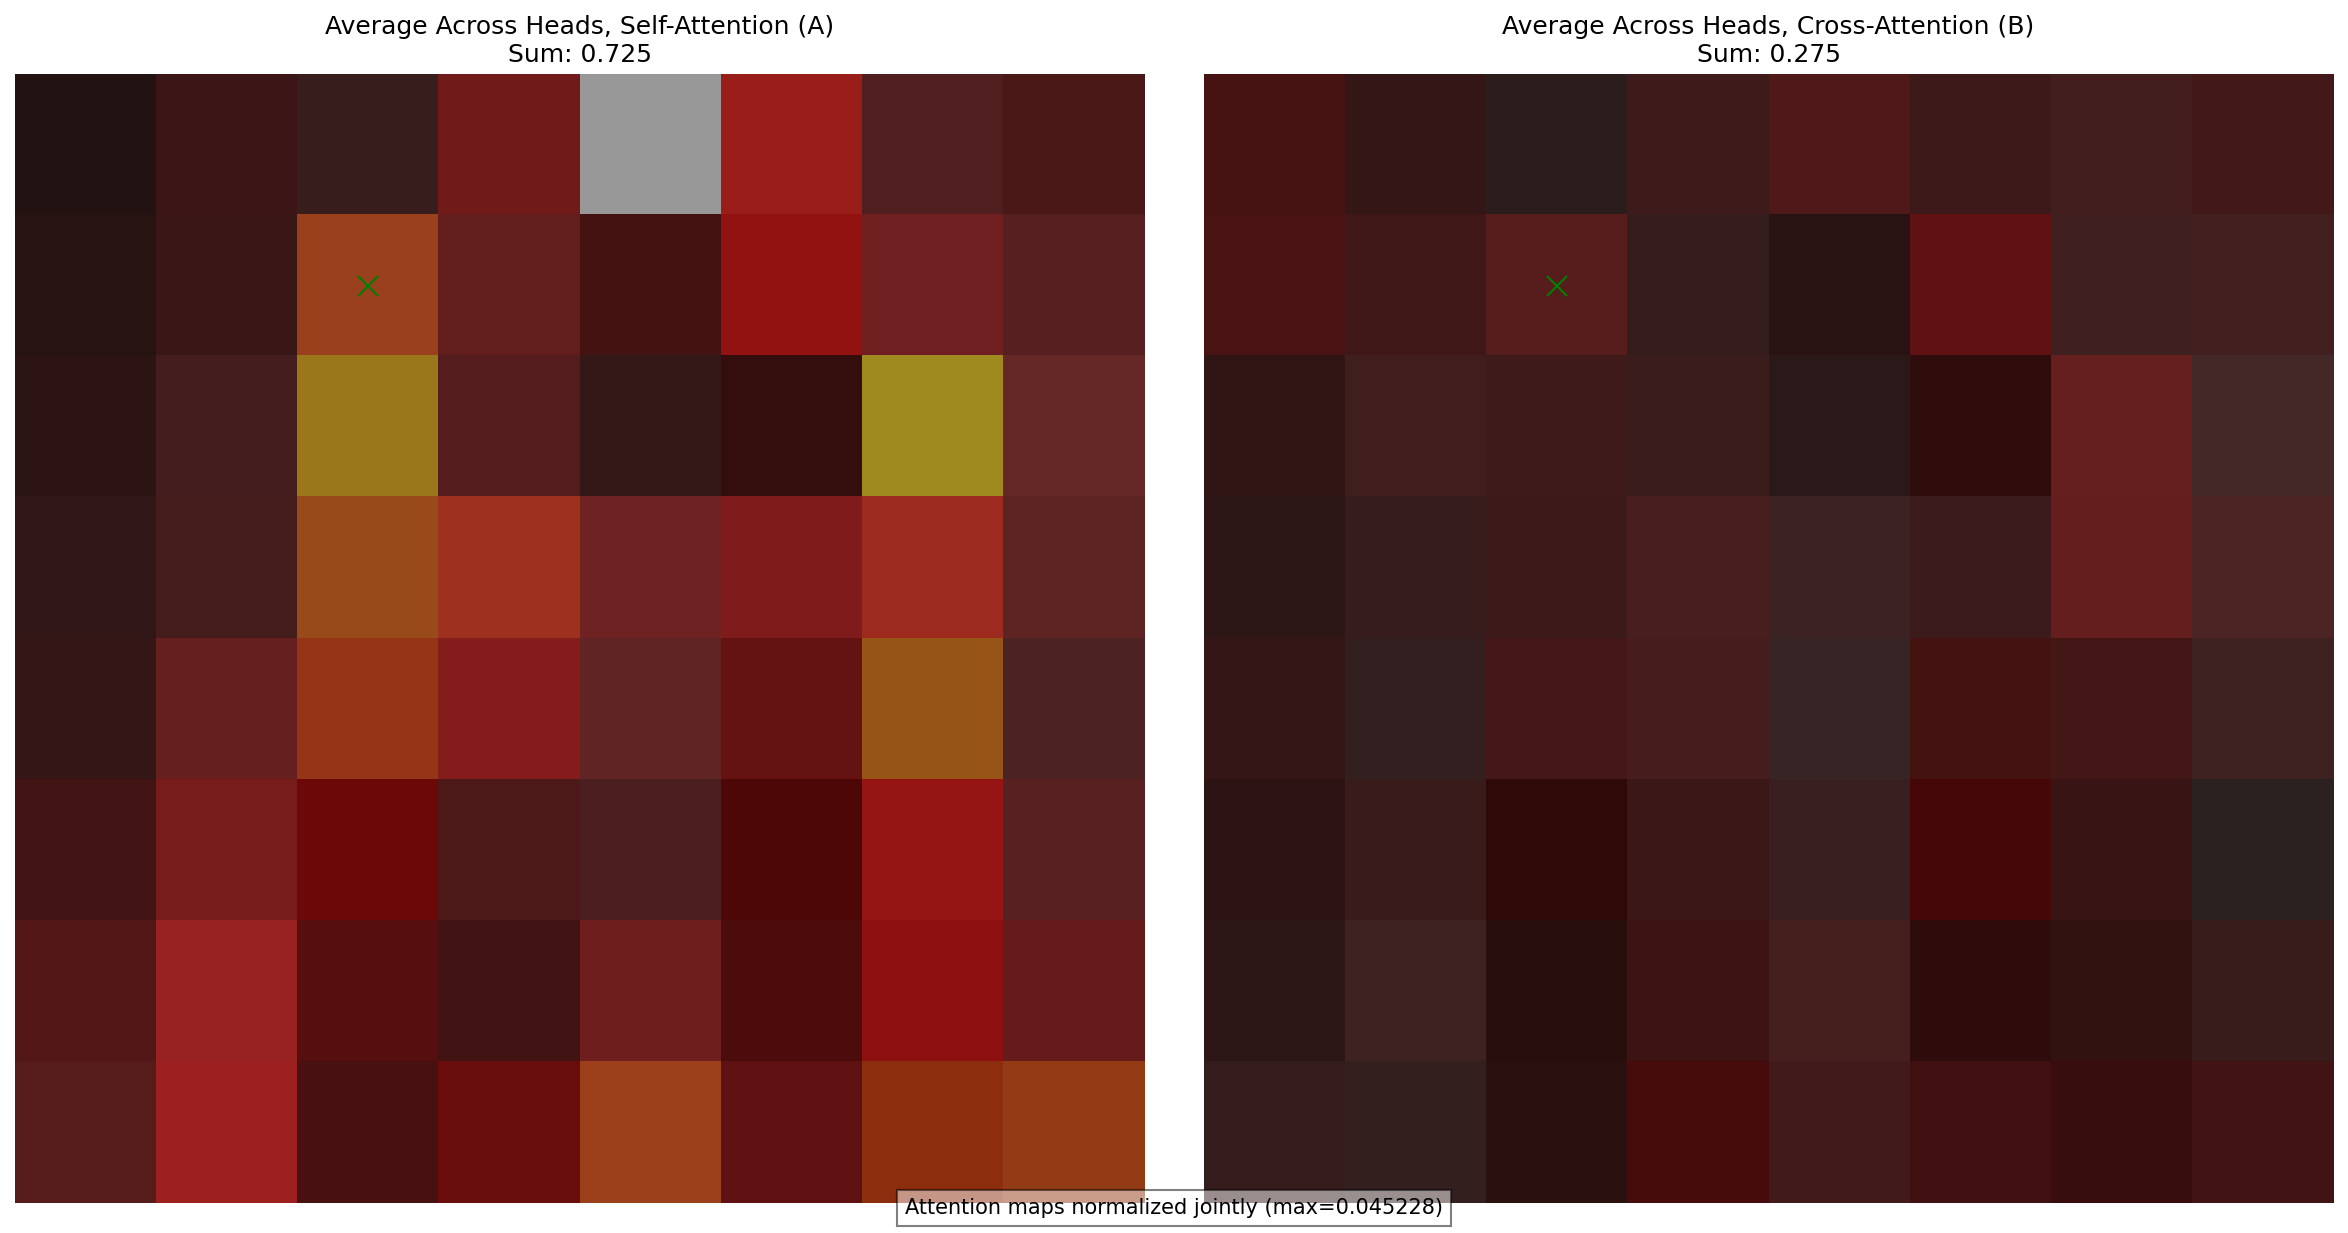 Average Across Heads, Self-Attention (A)
Sum: 0.725
Average Across Heads, Cross-Attention (B)
Sum: 0.275
Attention maps normalized jointly (max=0.045228)